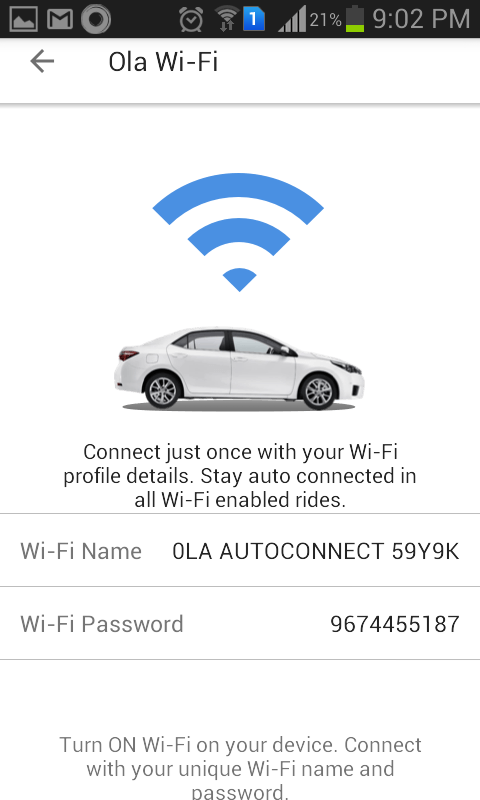 1 21% 9:02 PM
Ola Wi-Fi
Connect just once with your Wi-Fi
profile details. Stay auto connected in
all Wi-Fi enabled rides.
Wi-Fi Name 0LA AUTOCONNECT 59Y9K
Wi-Fi Password 9674455187
Turn ON Wi-Fi on your device. Connect
with your unique Wi-Fi name and
password.